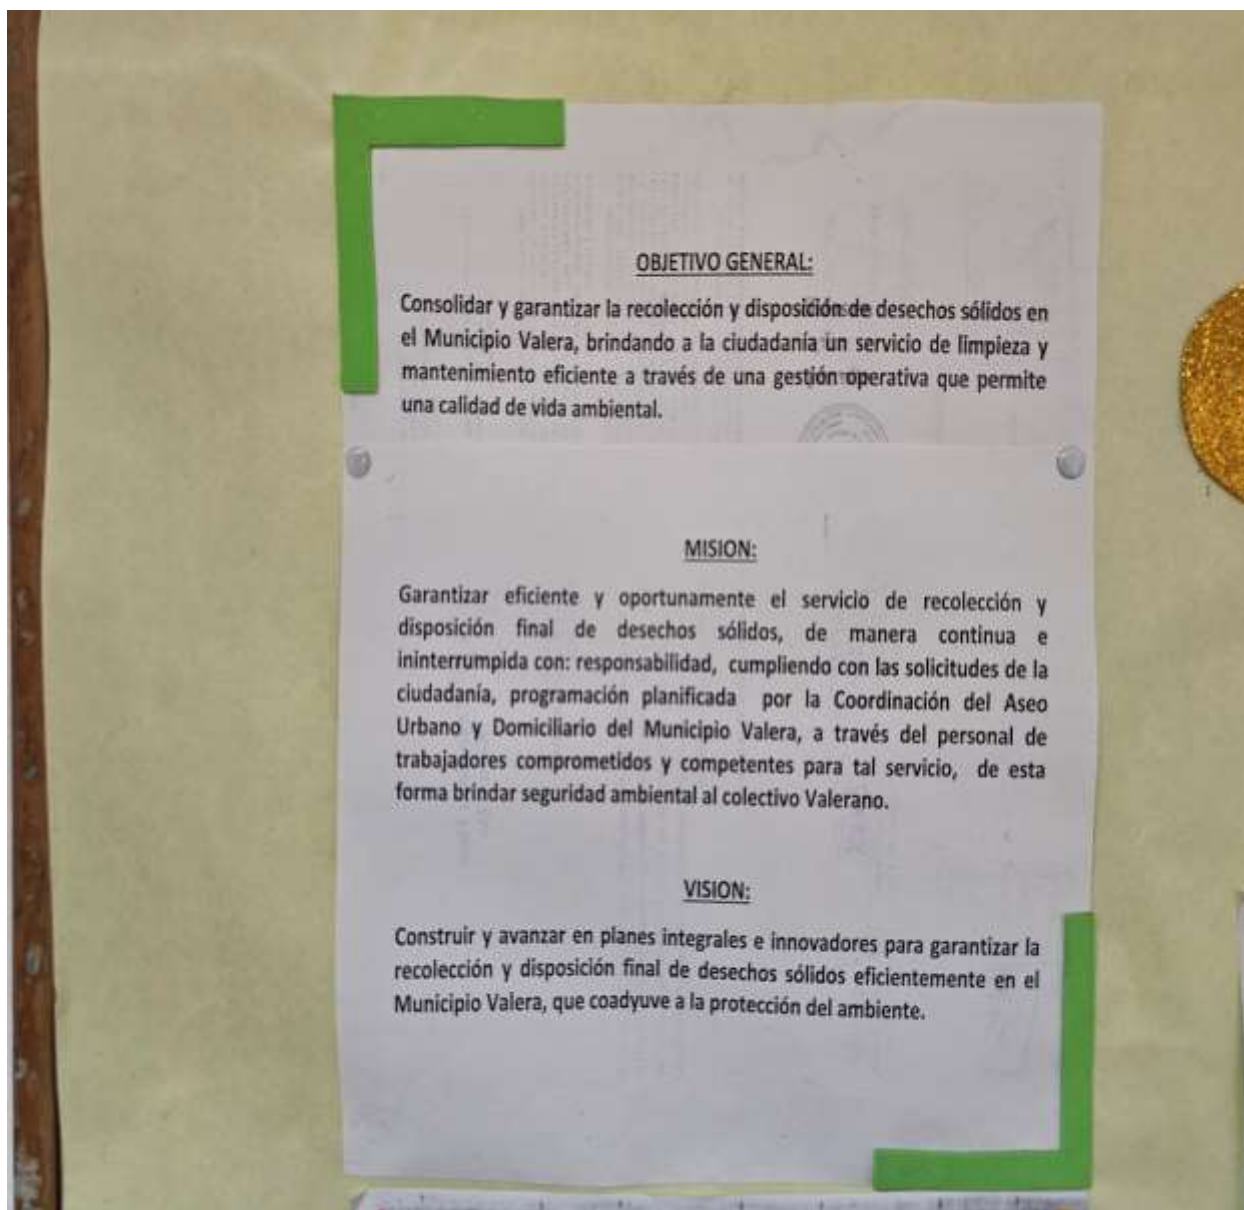 OBJETIVO GENERAL:
Consolidar y garantizar la recolección y disposición de desechos sólidos en
el Municipio Valera, brindando a la ciudadanía un servicio de limpieza y
mantenimiento eficiente a través de una gestión operativa que permite
una calidad de vida ambiental.
MISION:
Garantizar eficiente y oportunamente el servicio de recolección y
disposición final de desechos sólidos, de manera continua e
ininterrumpida con: responsabilidad, cumpliendo con las solicitudes de la
ciudadanía, programación planificada por la Coordinación del Aseo
Urbano y Domiciliario del Municipio Valera, a través del personal de
trabajadores comprometidos y competentes para tal servicio, de esta
forma brindar seguridad ambiental al colectivo Valerano.
VISION:
Construir y avanzar en planes integrales e innovadores para garantizar la
recolección y disposición final de desechos sólidos eficientemente en el
Municipio Valera, que coadyuve a la protección del ambiente.